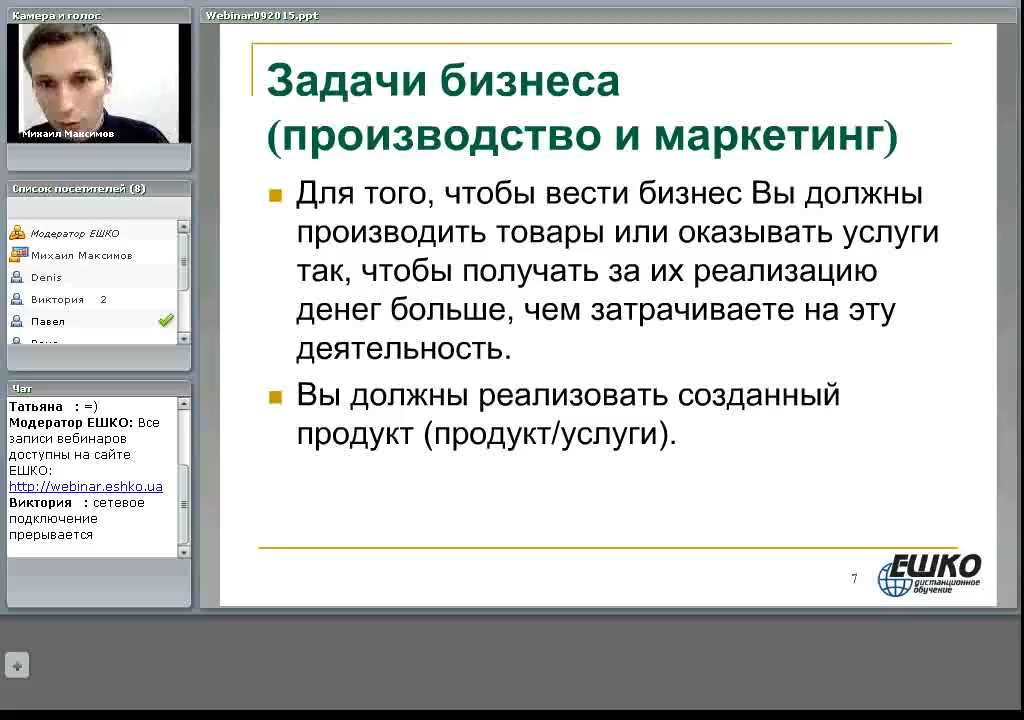 Камера и голос
Михаил Максимов
Список посетителей (8)
Модератор ЕШКО
Михаил Максимов
Denis
Виктория 2
Павел
Чат
Татьяна : =)
Модератор ЕШКО: Все
записи вебинаров
доступны на сайте
ЕШКО:
http://webinar.eshko.ua
Виктория : сетевое
подключение
прерывается
Webinar092015.ppt
Задачи бизнеса
(производство и маркетинг)
Для того, чтобы вести бизнес Вы должны
производить товары или оказывать услуги
так, чтобы получать за их реализацию
денег больше, чем затрачиваете на эту
деятельность.
Вы должны реализовать созданный
продукт (продукт/услуги).
7
ЕШКО
дистанционное
обучение